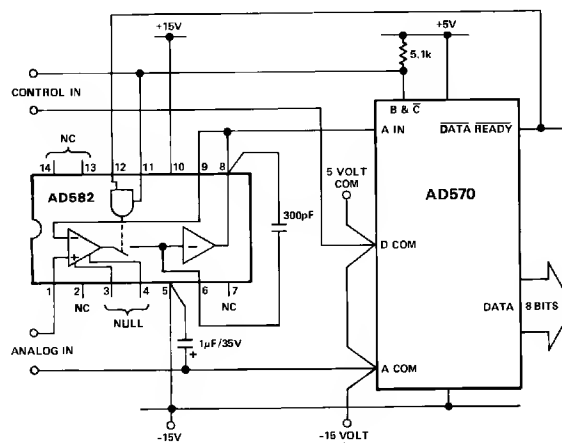 +15V
+5V
5.1k
CONTROL IN
B & C̅
A IN
D̅A̅T̅A̅ R̅E̅A̅D̅Y̅
NC
14 13 12 11 10 9 8
AD582
5 VOLT
COM
AD570
300pF
D COM
1 2 3 4 5 6 7
NC
NC
NULL
DATA
8 BITS
ANALOG IN
1μF/35V
+
A COM
-15V
-15 VOLT